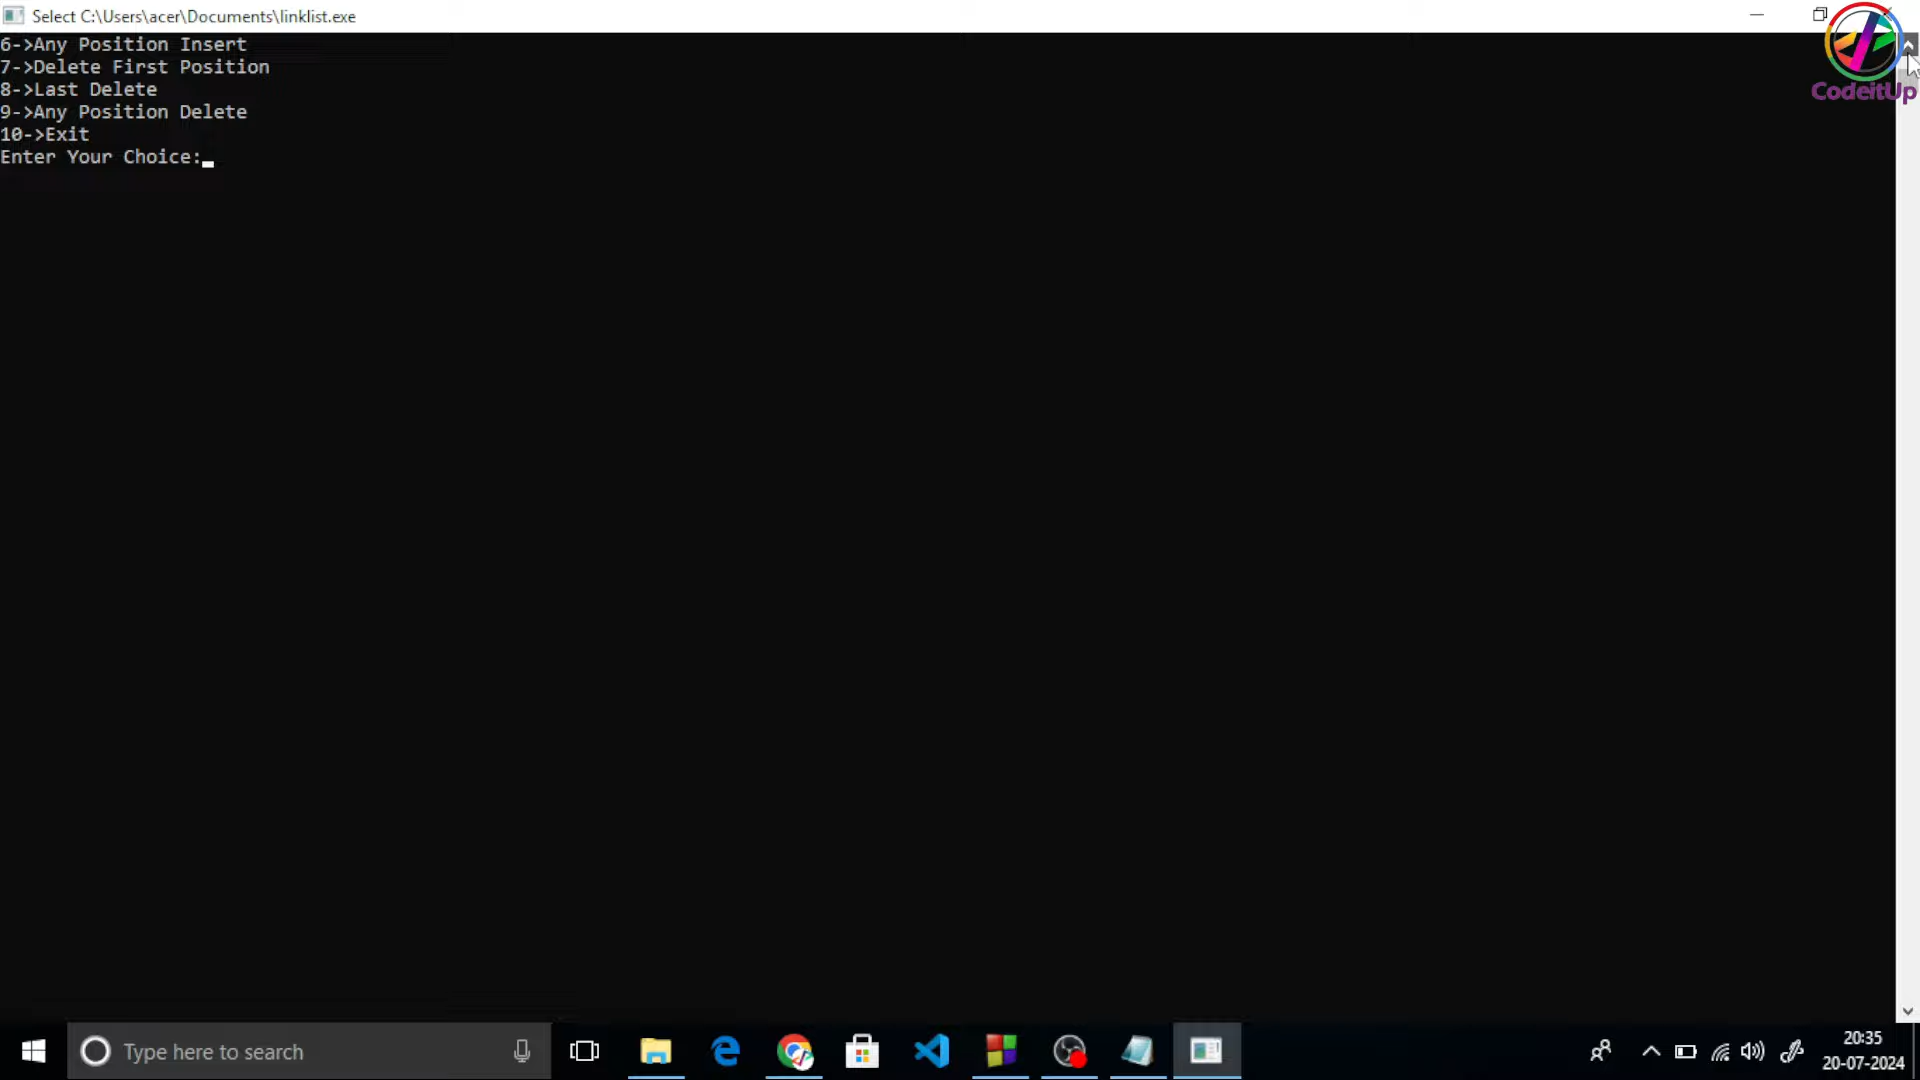 Select C:\Users\acer\Documents\linklist.exe
6->Any Position Insert
7->Delete First Position
8->Last Delete
9->Any Position Delete
10->Exit
Enter Your Choice:
CodeitUp
Type here to search
20:35
20-07-2024